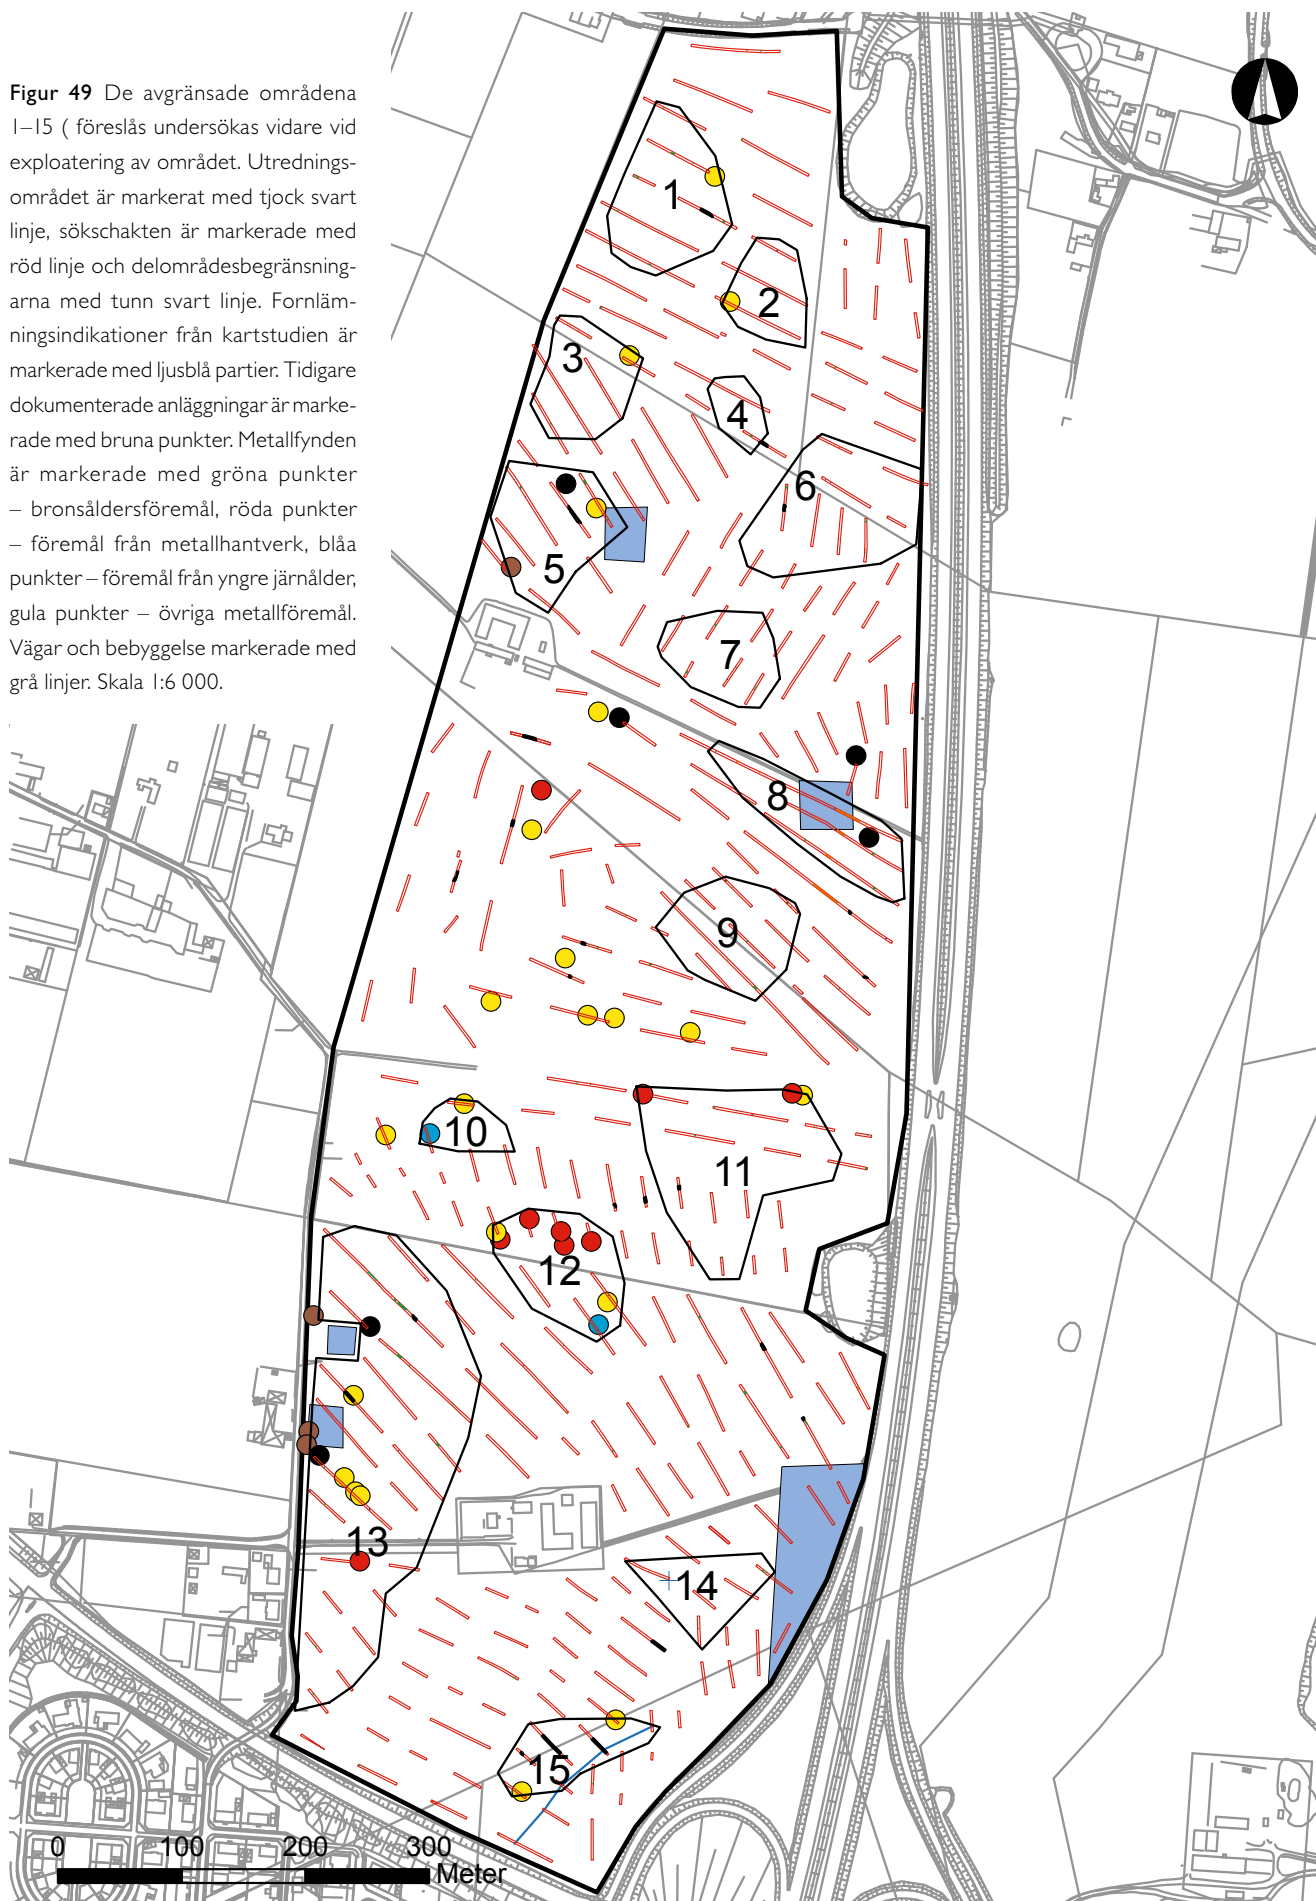 Figur 49 De avgränsade områdena
1–15 ( föreslås undersökas vidare vid
exploatering av området. Utrednings-
området är markerat med tjock svart
linje, sökschakten är markerade med
röd linje och delområdesbegränsning-
arna med tunn svart linje. Fornläm-
ningsindikationer från kartstudien är
markerade med ljusblå partier. Tidigare
dokumenterade anläggningar är marke-
rade med bruna punkter. Metallfynden
är markerade med gröna punkter
– bronsåldersföremål, röda punkter
– föremål från metallhantverk, blåa
punkter – föremål från yngre järnålder,
gula punkter – övriga metallföremål.
Vägar och bebyggelse markerade med
grå linjer. Skala 1:6 000.
1
2
3
4
5
6
7
8
9
10
11
12
13
14
15
0 100 200 300
Meter